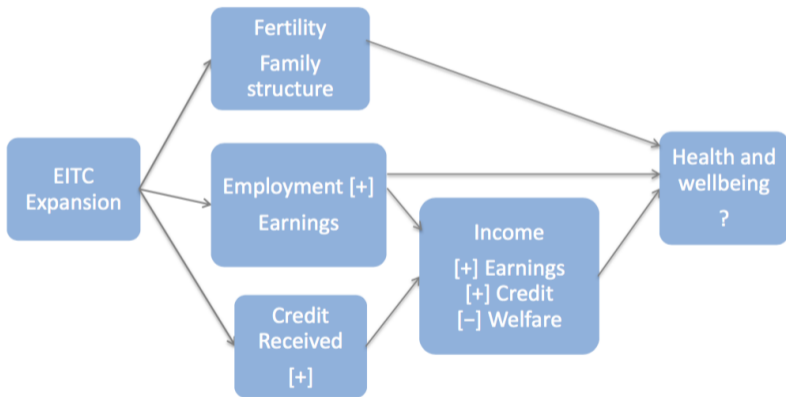 Fertility
Family
structure
EITC
Expansion
Employment [+]
Earnings
Health and
wellbeing
?
Income
[+] Earnings
[+] Credit
[−] Welfare
Credit
Received
[+]